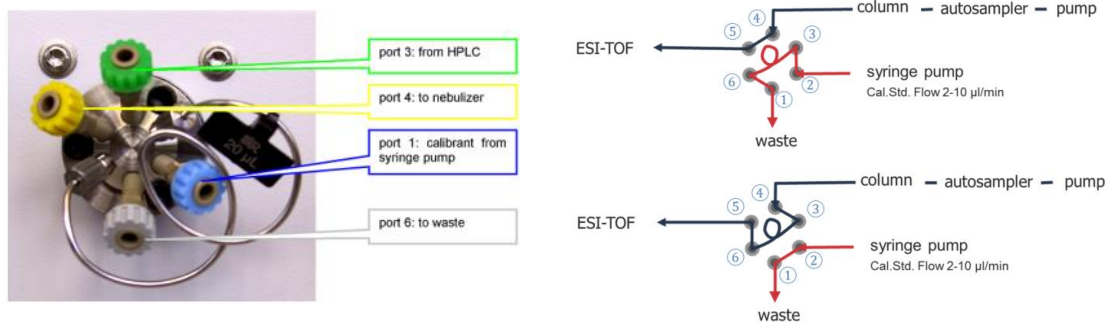 port 3: from HPLC
port 4: to nebulizer
port 1: calibrant from
syringe pump
port 6: to waste
20 µL
column – autosampler – pump
④
⑤
③
ESI-TOF
⑥
②
syringe pump
Cal.Std. Flow 2-10 µl/min
①
waste
column – autosampler – pump
④
⑤
③
ESI-TOF
⑥
②
syringe pump
Cal.Std. Flow 2-10 µl/min
①
waste